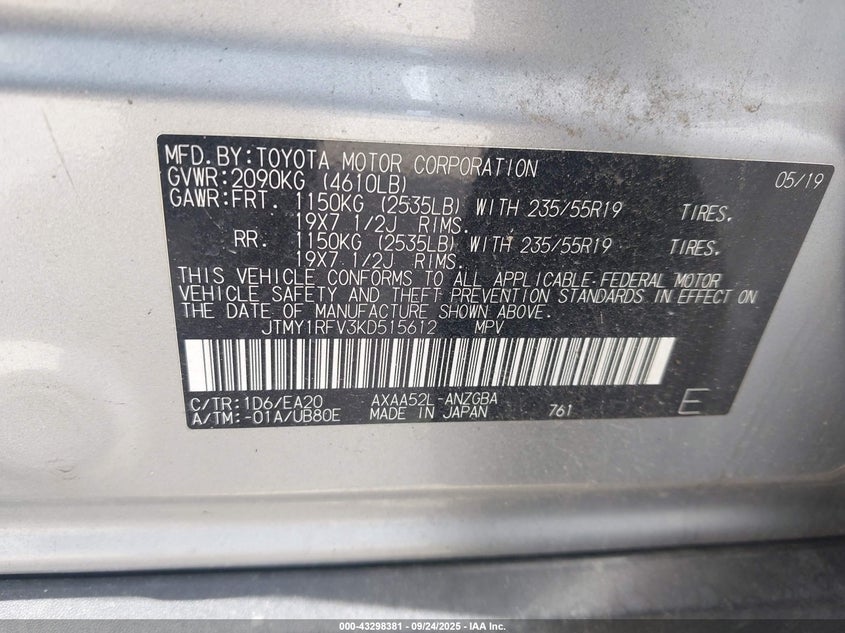 MFD.BY:TOYOTA MOTOR CORPORATION 05/19
GVWR:2090KG (4610LB)
GAWR:FRT. 1150KG (2535LB) WITH 235/55R19 TIRES.
19X7 1/2J RIMS.
RR. 1150KG (2535LB) WITH 235/55R19 TIRES.
19X7 1/2J RIMS.
THIS VEHICLE CONFORMS TO ALL APPLICABLE FEDERAL MOTOR
VEHICLE SAFETY AND THEFT PREVENTION STANDARDS IN EFFECT ON
THE DATE OF MANUFACTURE SHOWN ABOVE.
JTMY1RFV3KD515612 MPV
C/TR:1D6/EA20 AXAA52L-ANZGBA
A/TM:-01A/UB80E MADE IN JAPAN 761 E
000-43298381 - 09/24/2025 - IAA Inc.